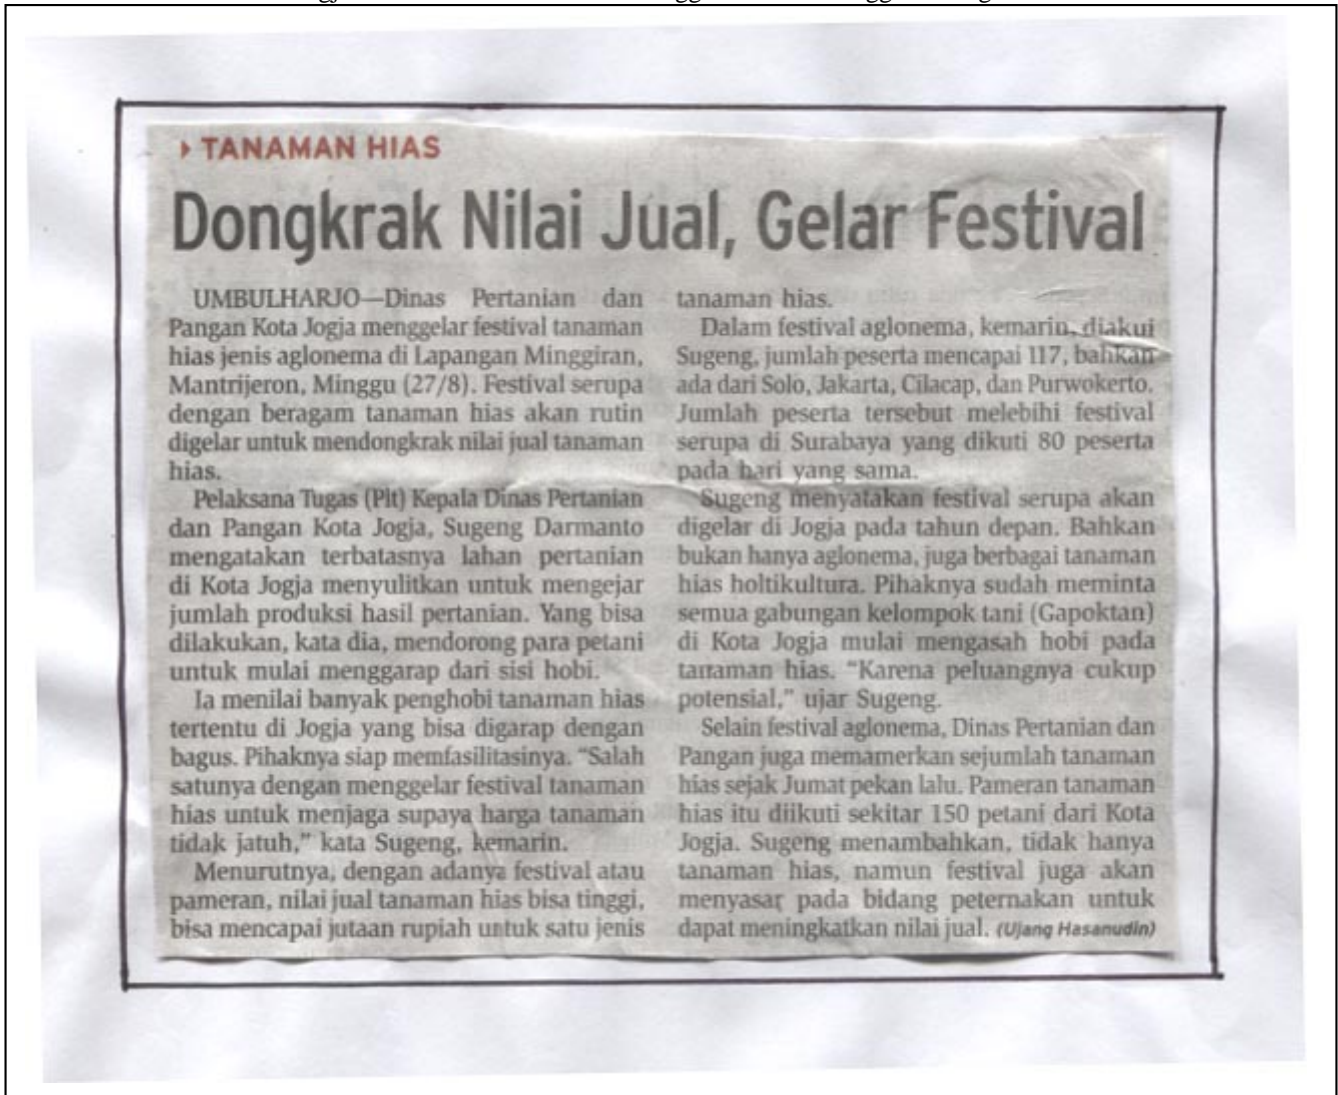 TANAMAN HIAS
Dongkrak Nilai Jual, Gelar Festival
UMBULHARJO—Dinas Pertanian dan
Pangan Kota Jogja menggelar festival tanaman
hias jenis aglonema di Lapangan Minggiran,
Mantrijeron, Minggu (27/8). Festival serupa
dengan beragam tanaman hias akan rutin
digelar untuk mendongkrak nilai jual tanaman
hias.
Pelaksana Tugas (Plt) Kepala Dinas Pertanian
dan Pangan Kota Jogja, Sugeng Darmanto
mengatakan terbatasnya lahan pertanian
di Kota Jogja menyulitkan untuk mengejar
jumlah produksi hasil pertanian. Yang bisa
dilakukan, kata dia, mendorong para petani
untuk mulai menggarap dari sisi hobi.
Ia menilai banyak penghobi tanaman hias
tertentu di Jogja yang bisa digarap dengan
bagus. Pihaknya siap memfasilitasinya. “Salah
satunya dengan menggelar festival tanaman
hias untuk menjaga supaya harga tanaman
tidak jatuh,” kata Sugeng, kemarin.
Menurutnya, dengan adanya festival atau
pameran, nilai jual tanaman hias bisa tinggi,
bisa mencapai jutaan rupiah untuk satu jenis
tanaman hias.
Dalam festival aglonema, kemarin, diakui
Sugeng, jumlah peserta mencapai 117, bahkan
ada dari Solo, Jakarta, Cilacap, dan Purwokerto.
Jumlah peserta tersebut melebihi festival
serupa di Surabaya yang dikuti 80 peserta
pada hari yang sama.
Sugeng menyatakan festival serupa akan
digelar di Jogja pada tahun depan. Bahkan
bukan hanya aglonema, juga berbagai tanaman
hias holtikultura. Pihaknya sudah meminta
semua gabungan kelompok tani (Gapoktan)
di Kota Jogja mulai mengasah hobi pada
tanaman hias. “Karena peluangnya cukup
potensial,” ujar Sugeng.
Selain festival aglonema, Dinas Pertanian dan
Pangan juga memamerkan sejumlah tanaman
hias sejak Jumat pekan lalu. Pameran tanaman
hias itu diikuti sekitar 150 petani dari Kota
Jogja. Sugeng menambahkan, tidak hanya
tanaman hias, namun festival juga akan
menyasar pada bidang peternakan untuk
dapat meningkatkan nilai jual. (Ujang Hasanudin)